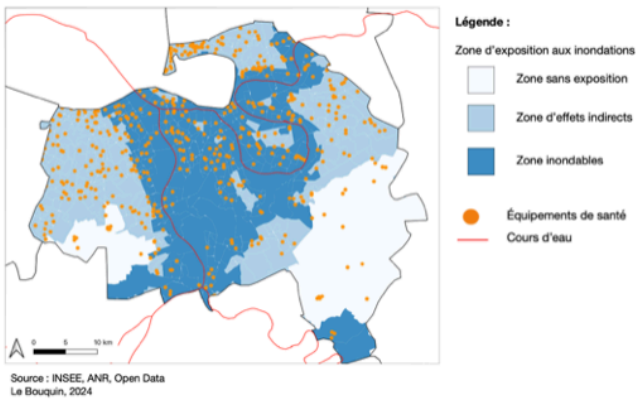 Légende :
Zone d'exposition aux inondations
Zone sans exposition
Zone d'effets indirects
Zone inondables
Équipements de santé
Cours d'eau
0 5 10 km
Source : INSEE, ANR, Open Data
Le Bouquin, 2024